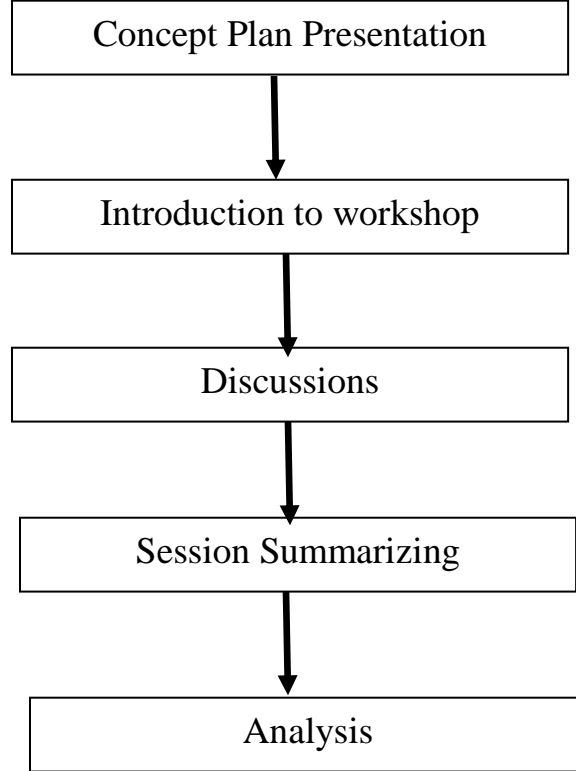 Concept Plan Presentation
Introduction to workshop
Discussions
Session Summarizing
Analysis